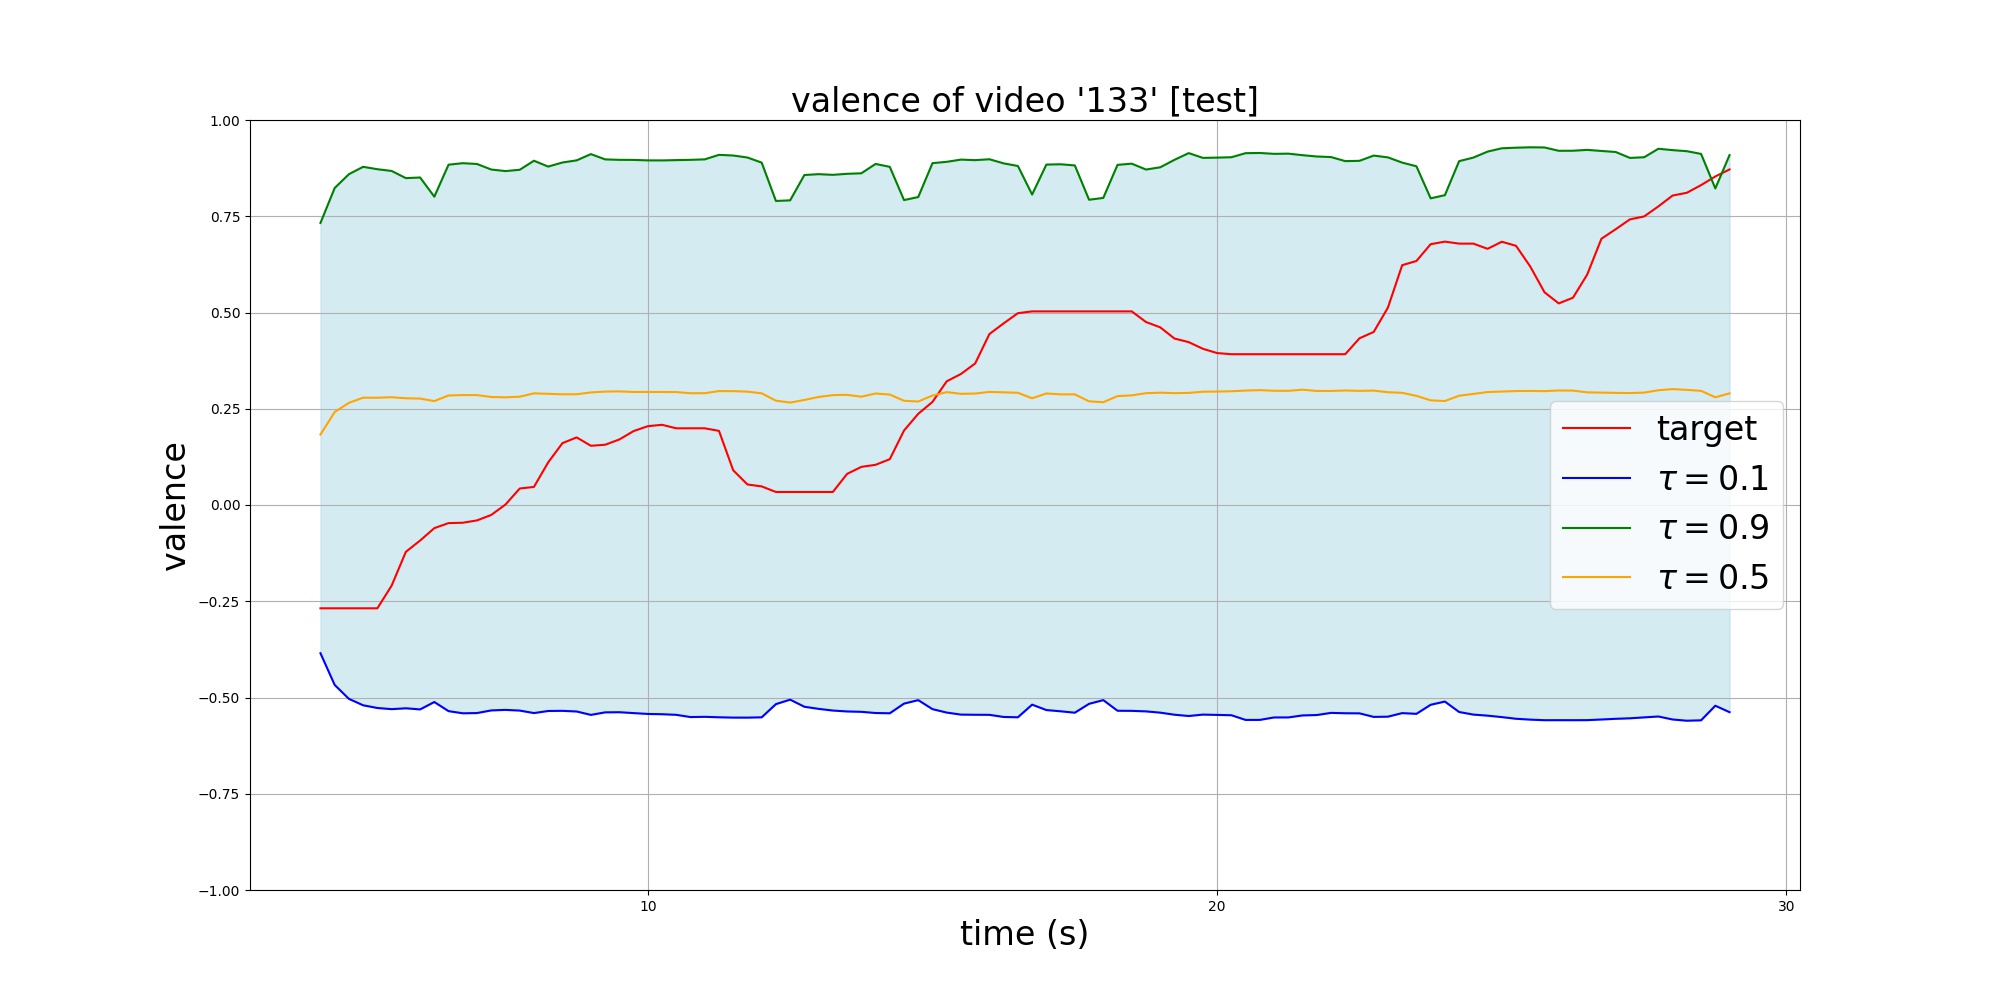 valence of video '133' [test]
1.00
0.75
0.50
0.25
0.00
−0.25
−0.50
−0.75
−1.00
valence
target
τ = 0.1
τ = 0.9
τ = 0.5
10 20 30
time (s)